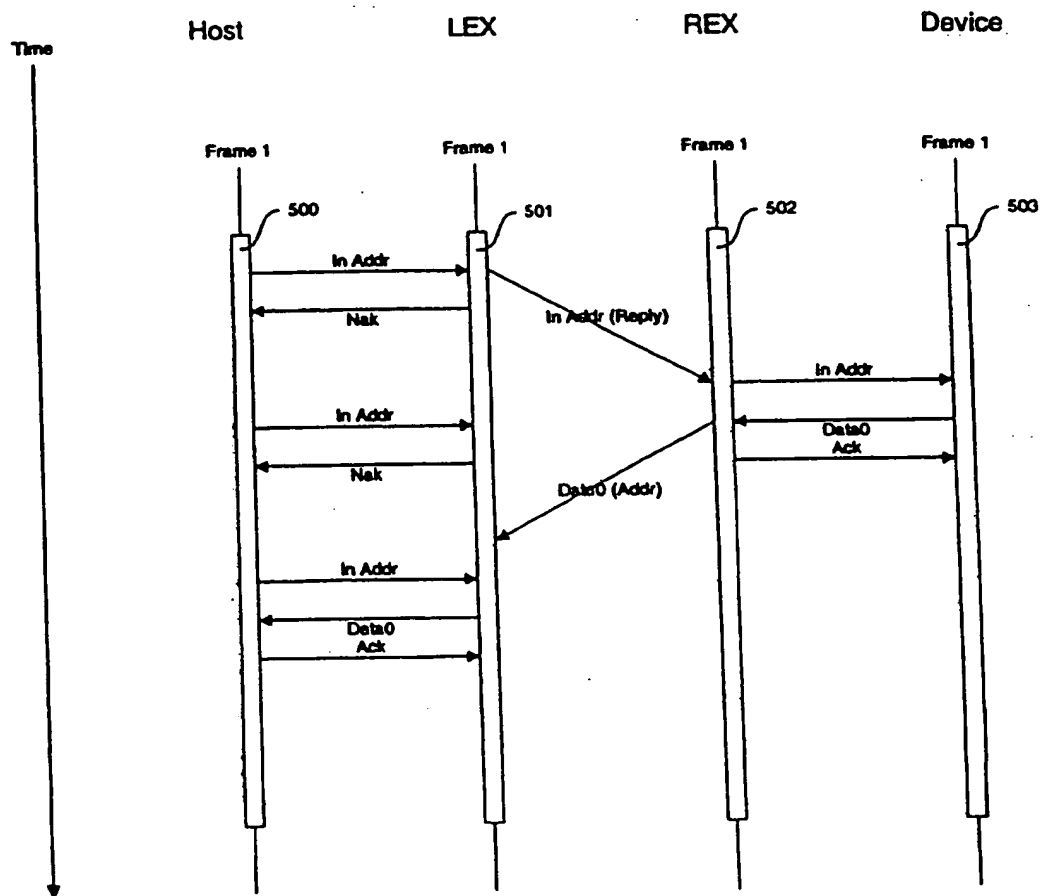 Host LEX REX Device
Time
Frame 1 Frame 1 Frame 1 Frame 1
500 501 502 503
In Addr
Nak
In Addr (Reply)
In Addr
In Addr
Data0
Ack
Nak
Data0 (Addr)
In Addr
Data0
Ack